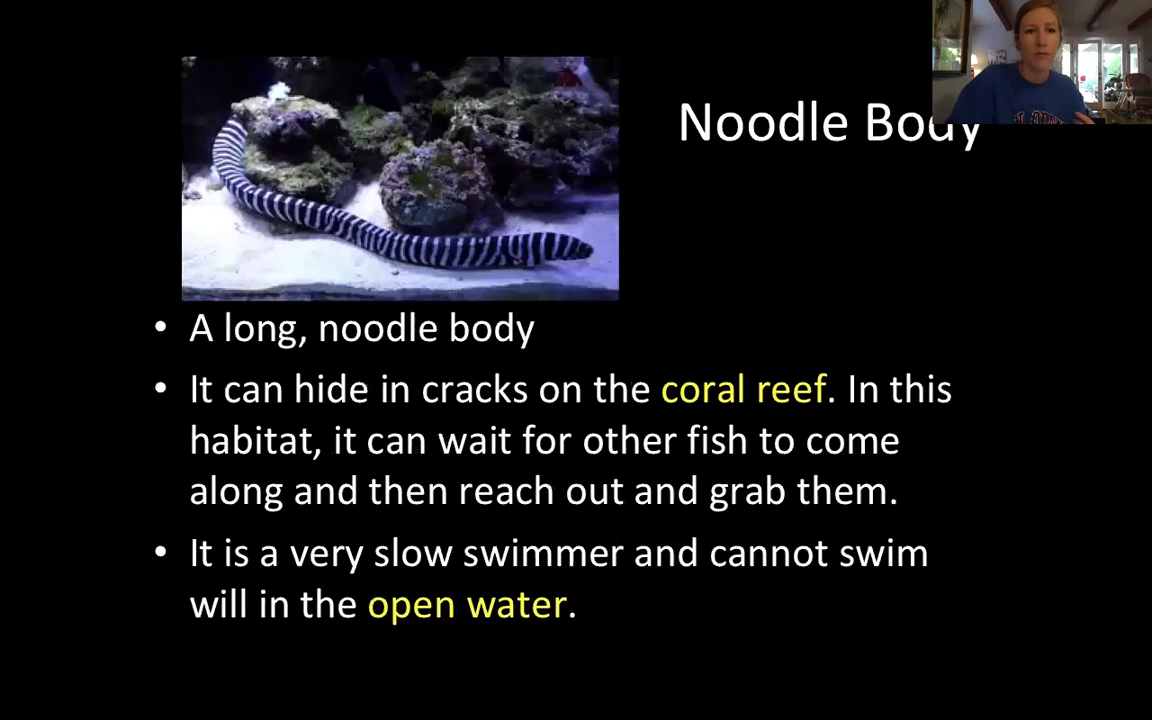 Noodle Body
• A long, noodle body
• It can hide in cracks on the coral reef. In this
habitat, it can wait for other fish to come
along and then reach out and grab them.
• It is a very slow swimmer and cannot swim
will in the open water.